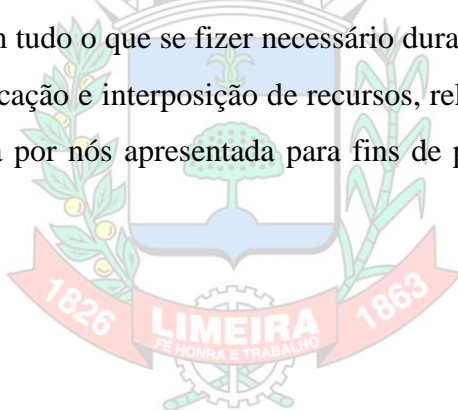 tudo o que se fizer necessário dura
cação e interposição de recursos, rel
por nós apresentada para fins de p
1826 LIMEIRA 1863
FÉ HONRA E TRABALHO